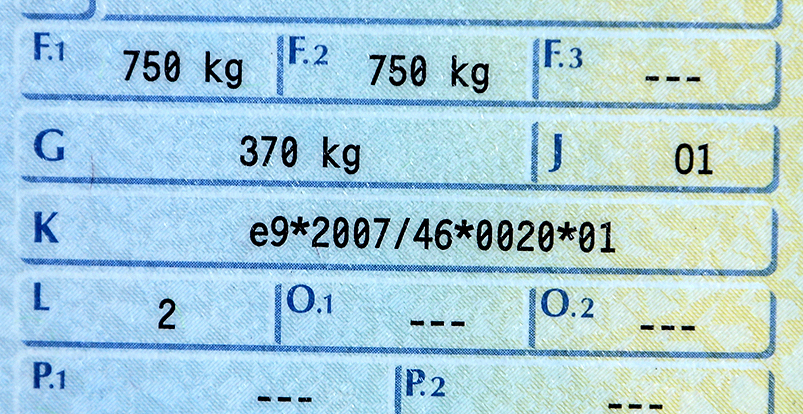 F.1 750 kg F.2 750 kg F.3 ---
G 370 kg J O1
K e9*2007/46*0020*01
L 2 O.1 --- O.2 ---
P.1 --- P.2 ---